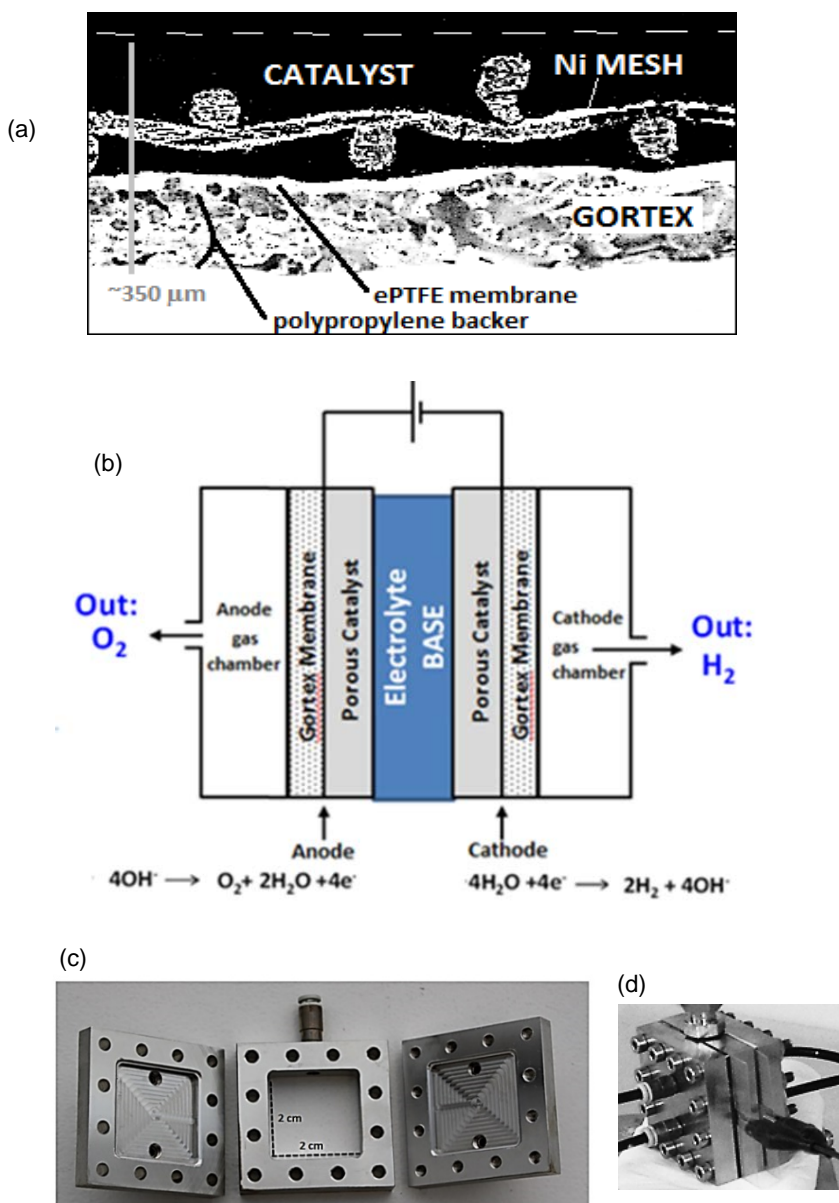 (a)
CATALYST
Ni MESH
GORTEX
~350 μm
ePTFE membrane
polypropylene backer
(b)
Out:
O₂
Anode
gas
chamber
Gortex Membrane
Porous Catalyst
Electrolyte
BASE
Porous Catalyst
Gortex Membrane
Cathode
gas
chamber
Out:
H₂
Anode
Cathode
4OH⁻ → O₂+ 2H₂O +4e⁻
4H₂O +4e⁻ → 2H₂ + 4OH⁻
(c)
2 cm
2 cm
(d)